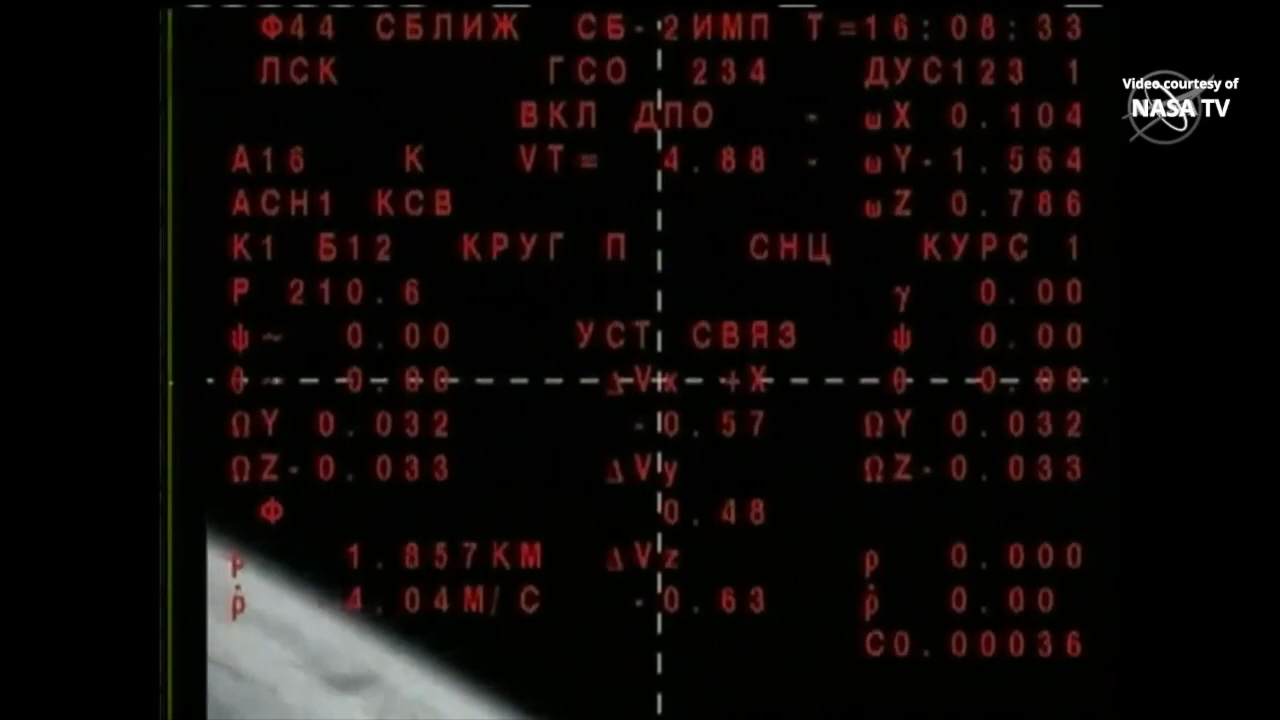 Ф44 СБЛИЖ СБ-2ИМП Т=16:08:33
ЛСК ГСО 234 ДУС123 1
ВКЛ ДПО - ωX 0.104
А16 К VT= 4.88 - ωY-1.564
АСН1 КСВ ωZ 0.786
К1 Б12 КРУГ П СНЦ КУРС 1
Р 210.6 γ 0.00
ψ~ 0.00 УСТ СВЯЗ ψ 0.00
θ~ 0.00 ΔVx +X θ 0.00
ΩY 0.032 -0.57 ΩY 0.032
ΩZ-0.033 ΔVy ΩZ-0.033
Ф 0.48
ρ 1.857КМ ΔVz ρ 0.000
ρ̇ 4.04М/С -0.63 ρ̇ 0.00
С0.00036
Video courtesy of
NASA TV